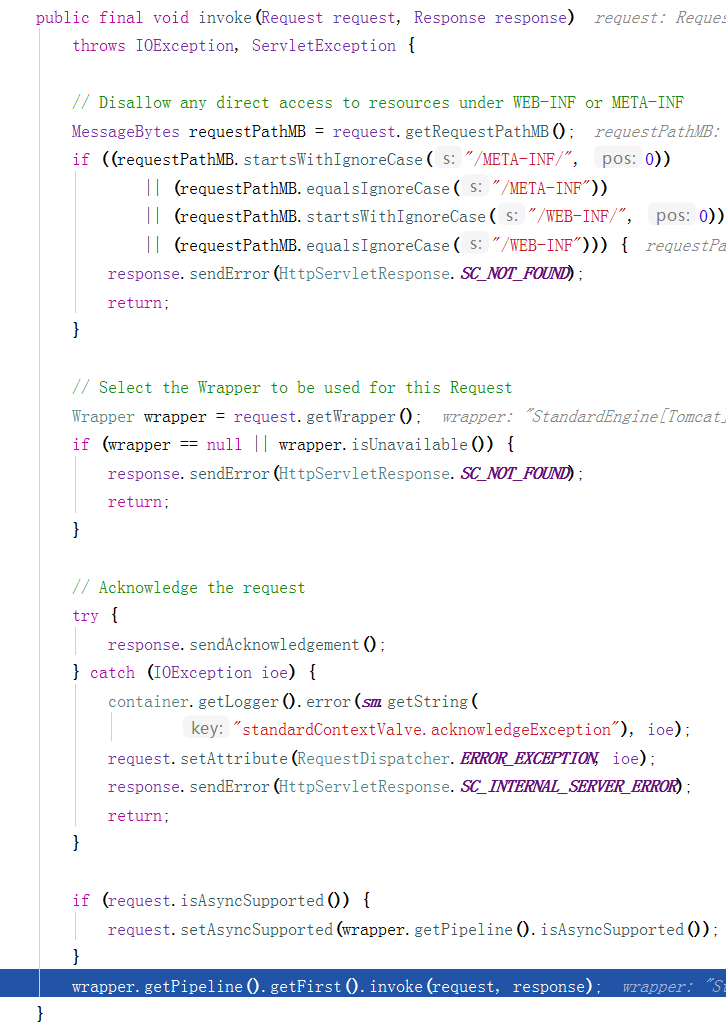 public final void invoke(Request request, Response response)  request: Reques
    throws IOException, ServletException {
    // Disallow any direct access to resources under WEB-INF or META-INF
    MessageBytes requestPathMB = request.getRequestPathMB();  requestPathMB:
    if ((requestPathMB.startsWithIgnoreCase( s: "/META-INF/",  pos: 0))
            || (requestPathMB.equalsIgnoreCase( s: "/META-INF"))
            || (requestPathMB.startsWithIgnoreCase( s: "/WEB-INF/",  pos: 0))
            || (requestPathMB.equalsIgnoreCase( s: "/WEB-INF"))) {  requestPa
        response.sendError(HttpServletResponse.SC_NOT_FOUND);
        return;
    }
    // Select the Wrapper to be used for this Request
    Wrapper wrapper = request.getWrapper();  wrapper: "StandardEngine[Tomcat]
    if (wrapper == null || wrapper.isUnavailable()) {
        response.sendError(HttpServletResponse.SC_NOT_FOUND);
        return;
    }
    // Acknowledge the request
    try {
        response.sendAcknowledgement();
    } catch (IOException ioe) {
        container.getLogger().error(sm.getString(
                key: "standardContextValve.acknowledgeException"), ioe);
        request.setAttribute(RequestDispatcher.ERROR_EXCEPTION, ioe);
        response.sendError(HttpServletResponse.SC_INTERNAL_SERVER_ERROR);
        return;
    }
    if (request.isAsyncSupported()) {
        request.setAsyncSupported(wrapper.getPipeline().isAsyncSupported());
    }
    wrapper.getPipeline().getFirst().invoke(request, response);  wrapper: "St
}